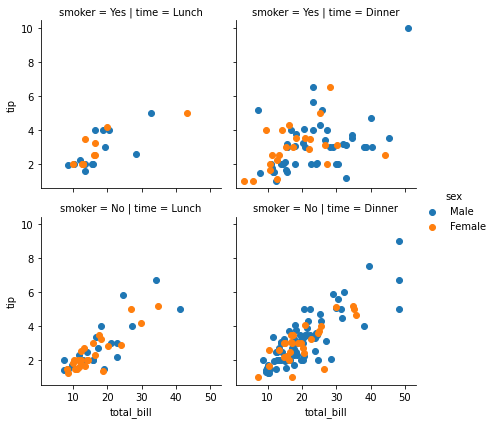 smoker = Yes | time = Lunch
smoker = Yes | time = Dinner
10
8
6
4
2
tip
smoker = No | time = Lunch
smoker = No | time = Dinner
10
8
6
4
2
tip
sex
Male
Female
10 20 30 40 50
10 20 30 40 50
total_bill
total_bill